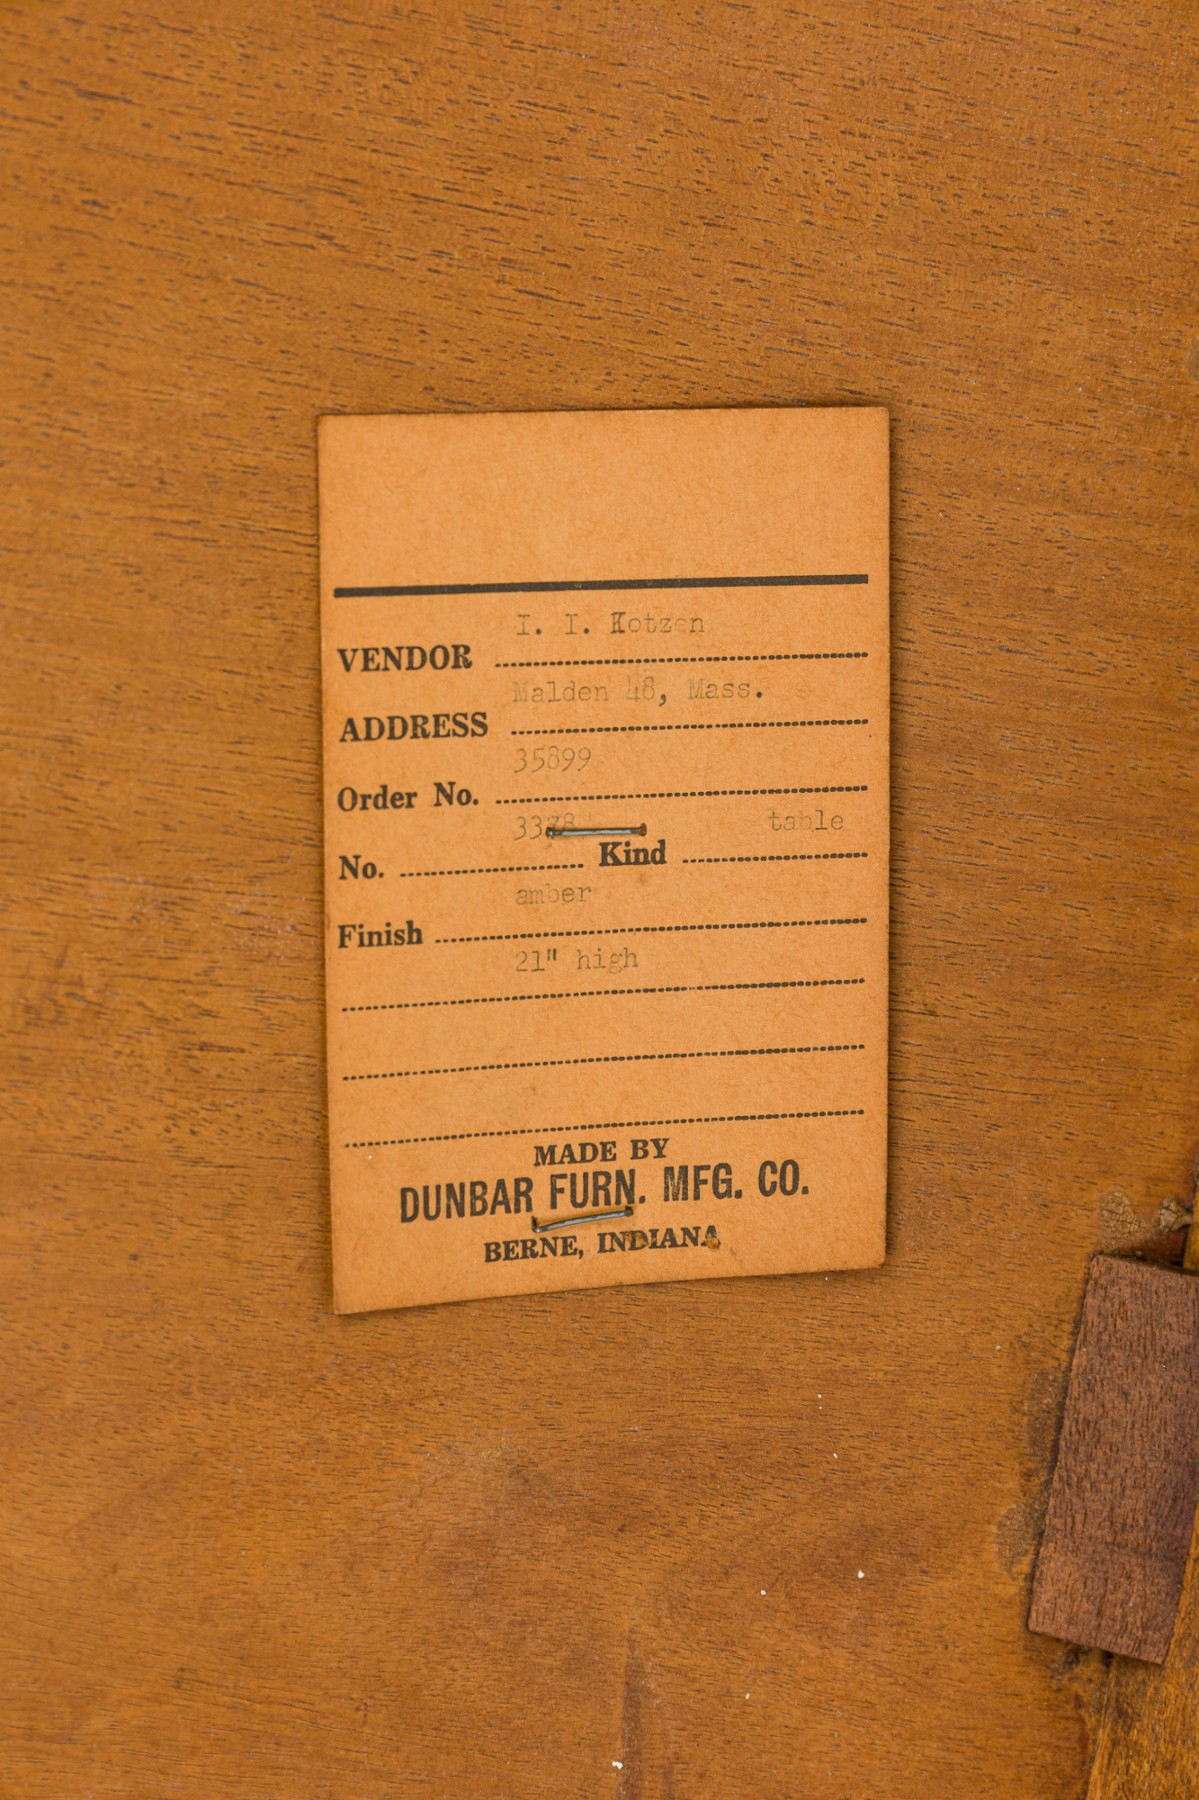 I. I. Kotzen
VENDOR
Malden 48, Mass.
ADDRESS
35899
Order No.
table
No. Kind
amber
Finish
21" high
MADE BY
DUNBAR FURN. MFG. CO.
BERNE, INDIANA